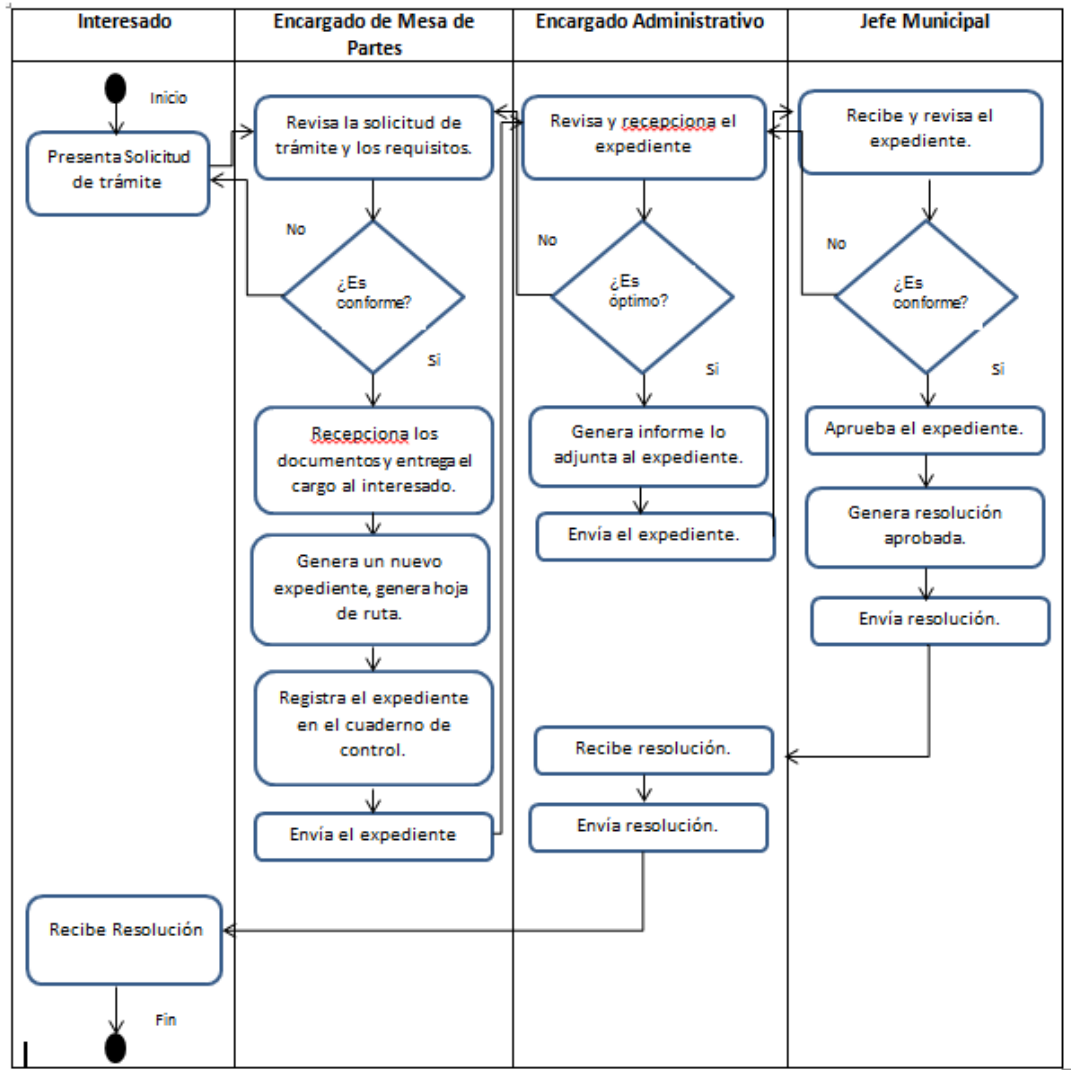 Interesado
Encargado de Mesa de
Partes
Encargado Administrativo
Jefe Municipal
Inicio
Presenta Solicitud
de trámite
Revisa la solicitud de
trámite y los requisitos.
No
¿Es
conforme?
Si
Recepciona los
documentos y entrega el
cargo al interesado.
Genera un nuevo
expediente, genera hoja
de ruta.
Registra el expediente
en el cuaderno de
control.
Envía el expediente
Revisa y recepciona el
expediente
No
¿Es
óptimo?
Si
Genera informe lo
adjunta al expediente.
Envía el expediente.
Recibe y revisa el
expediente.
No
¿Es
conforme?
Si
Aprueba el expediente.
Genera resolución
aprobada.
Envía resolución.
Recibe resolución.
Envía resolución.
Recibe Resolución
Fin